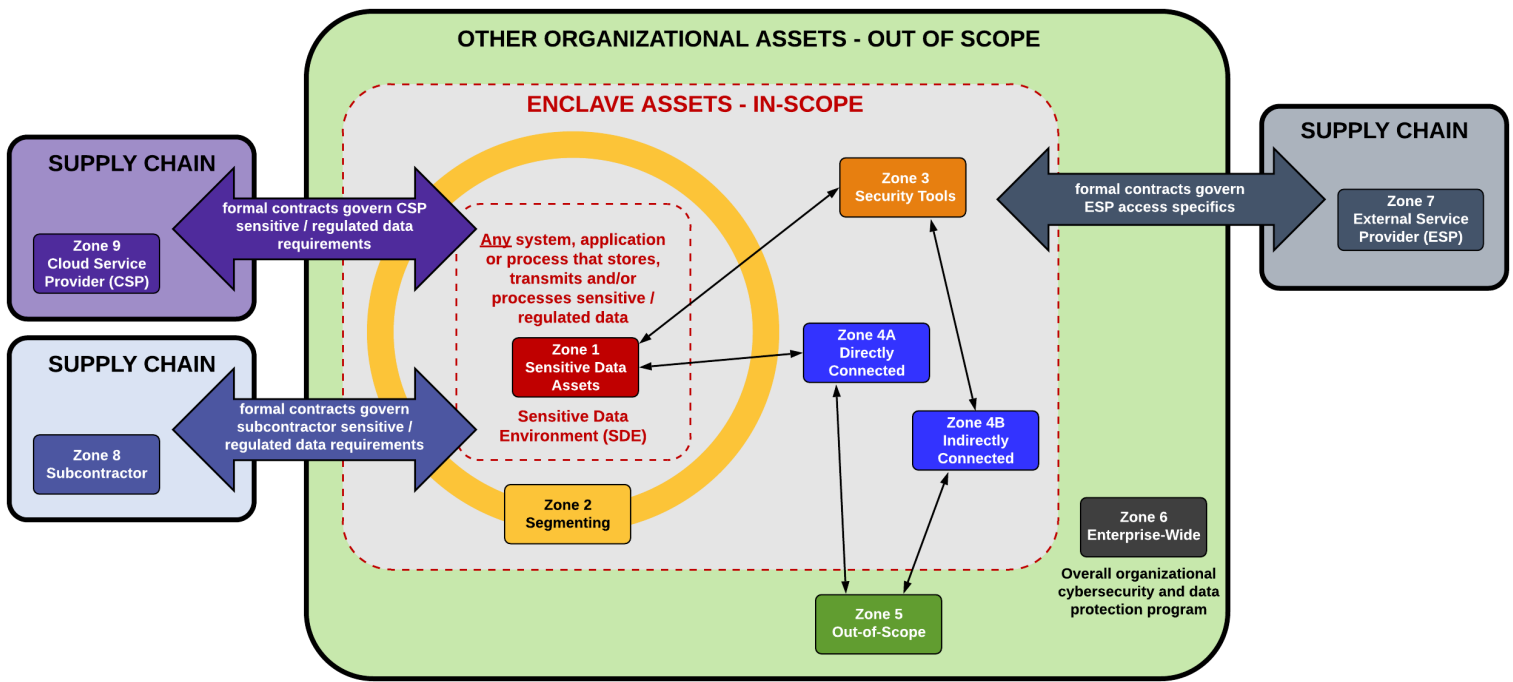 OTHER ORGANIZATIONAL ASSETS - OUT OF SCOPE
ENCLAVE ASSETS - IN-SCOPE
SUPPLY CHAIN
formal contracts govern CSP
sensitive / regulated data
requirements
Zone 9
Cloud Service
Provider (CSP)
SUPPLY CHAIN
formal contracts govern
subcontractor sensitive /
regulated data requirements
Zone 8
Subcontractor
Any system, application
or process that stores,
transmits and/or
processes sensitive /
regulated data
Zone 1
Sensitive Data
Assets
Sensitive Data
Environment (SDE)
Zone 2
Segmenting
Zone 3
Security Tools
Zone 4A
Directly
Connected
Zone 4B
Indirectly
Connected
Zone 5
Out-of-Scope
Zone 6
Enterprise-Wide
Overall organizational
cybersecurity and data
protection program
SUPPLY CHAIN
formal contracts govern
ESP access specifics
Zone 7
External Service
Provider (ESP)